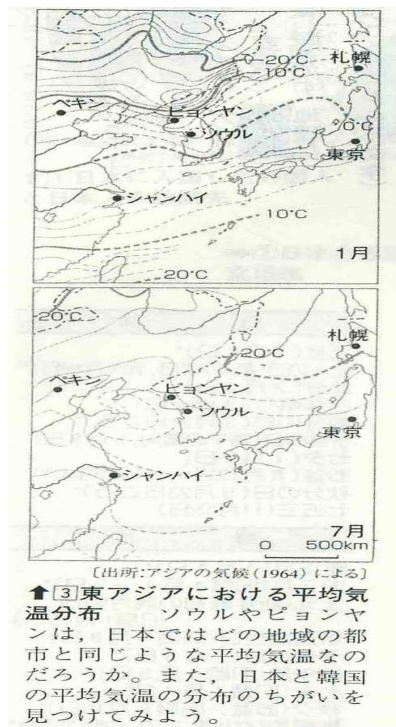 -20℃
-10℃
札幌
ペキン
ピョンヤン
ソウル
0℃
東京
シャンハイ
10℃
1月
20℃
20℃
札幌
20℃
ペキン
ピョンヤン
ソウル
東京
シャンハイ
7月
0 500km
〔出所:アジアの気候(1964)による〕
⬆3東アジアにおける平均気
温分布 ソウルやピョンヤ
ンは,日本ではどの地域の都
市と同じような平均気温なの
だろうか。また,日本と韓国
の平均気温の分布のちがいを
見つけてみよう。